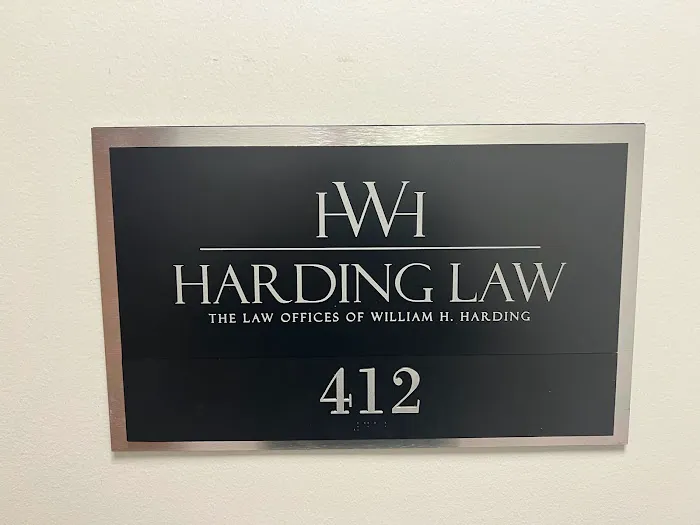 HWH
HARDING LAW
THE LAW OFFICES OF WILLIAM H. HARDING
412